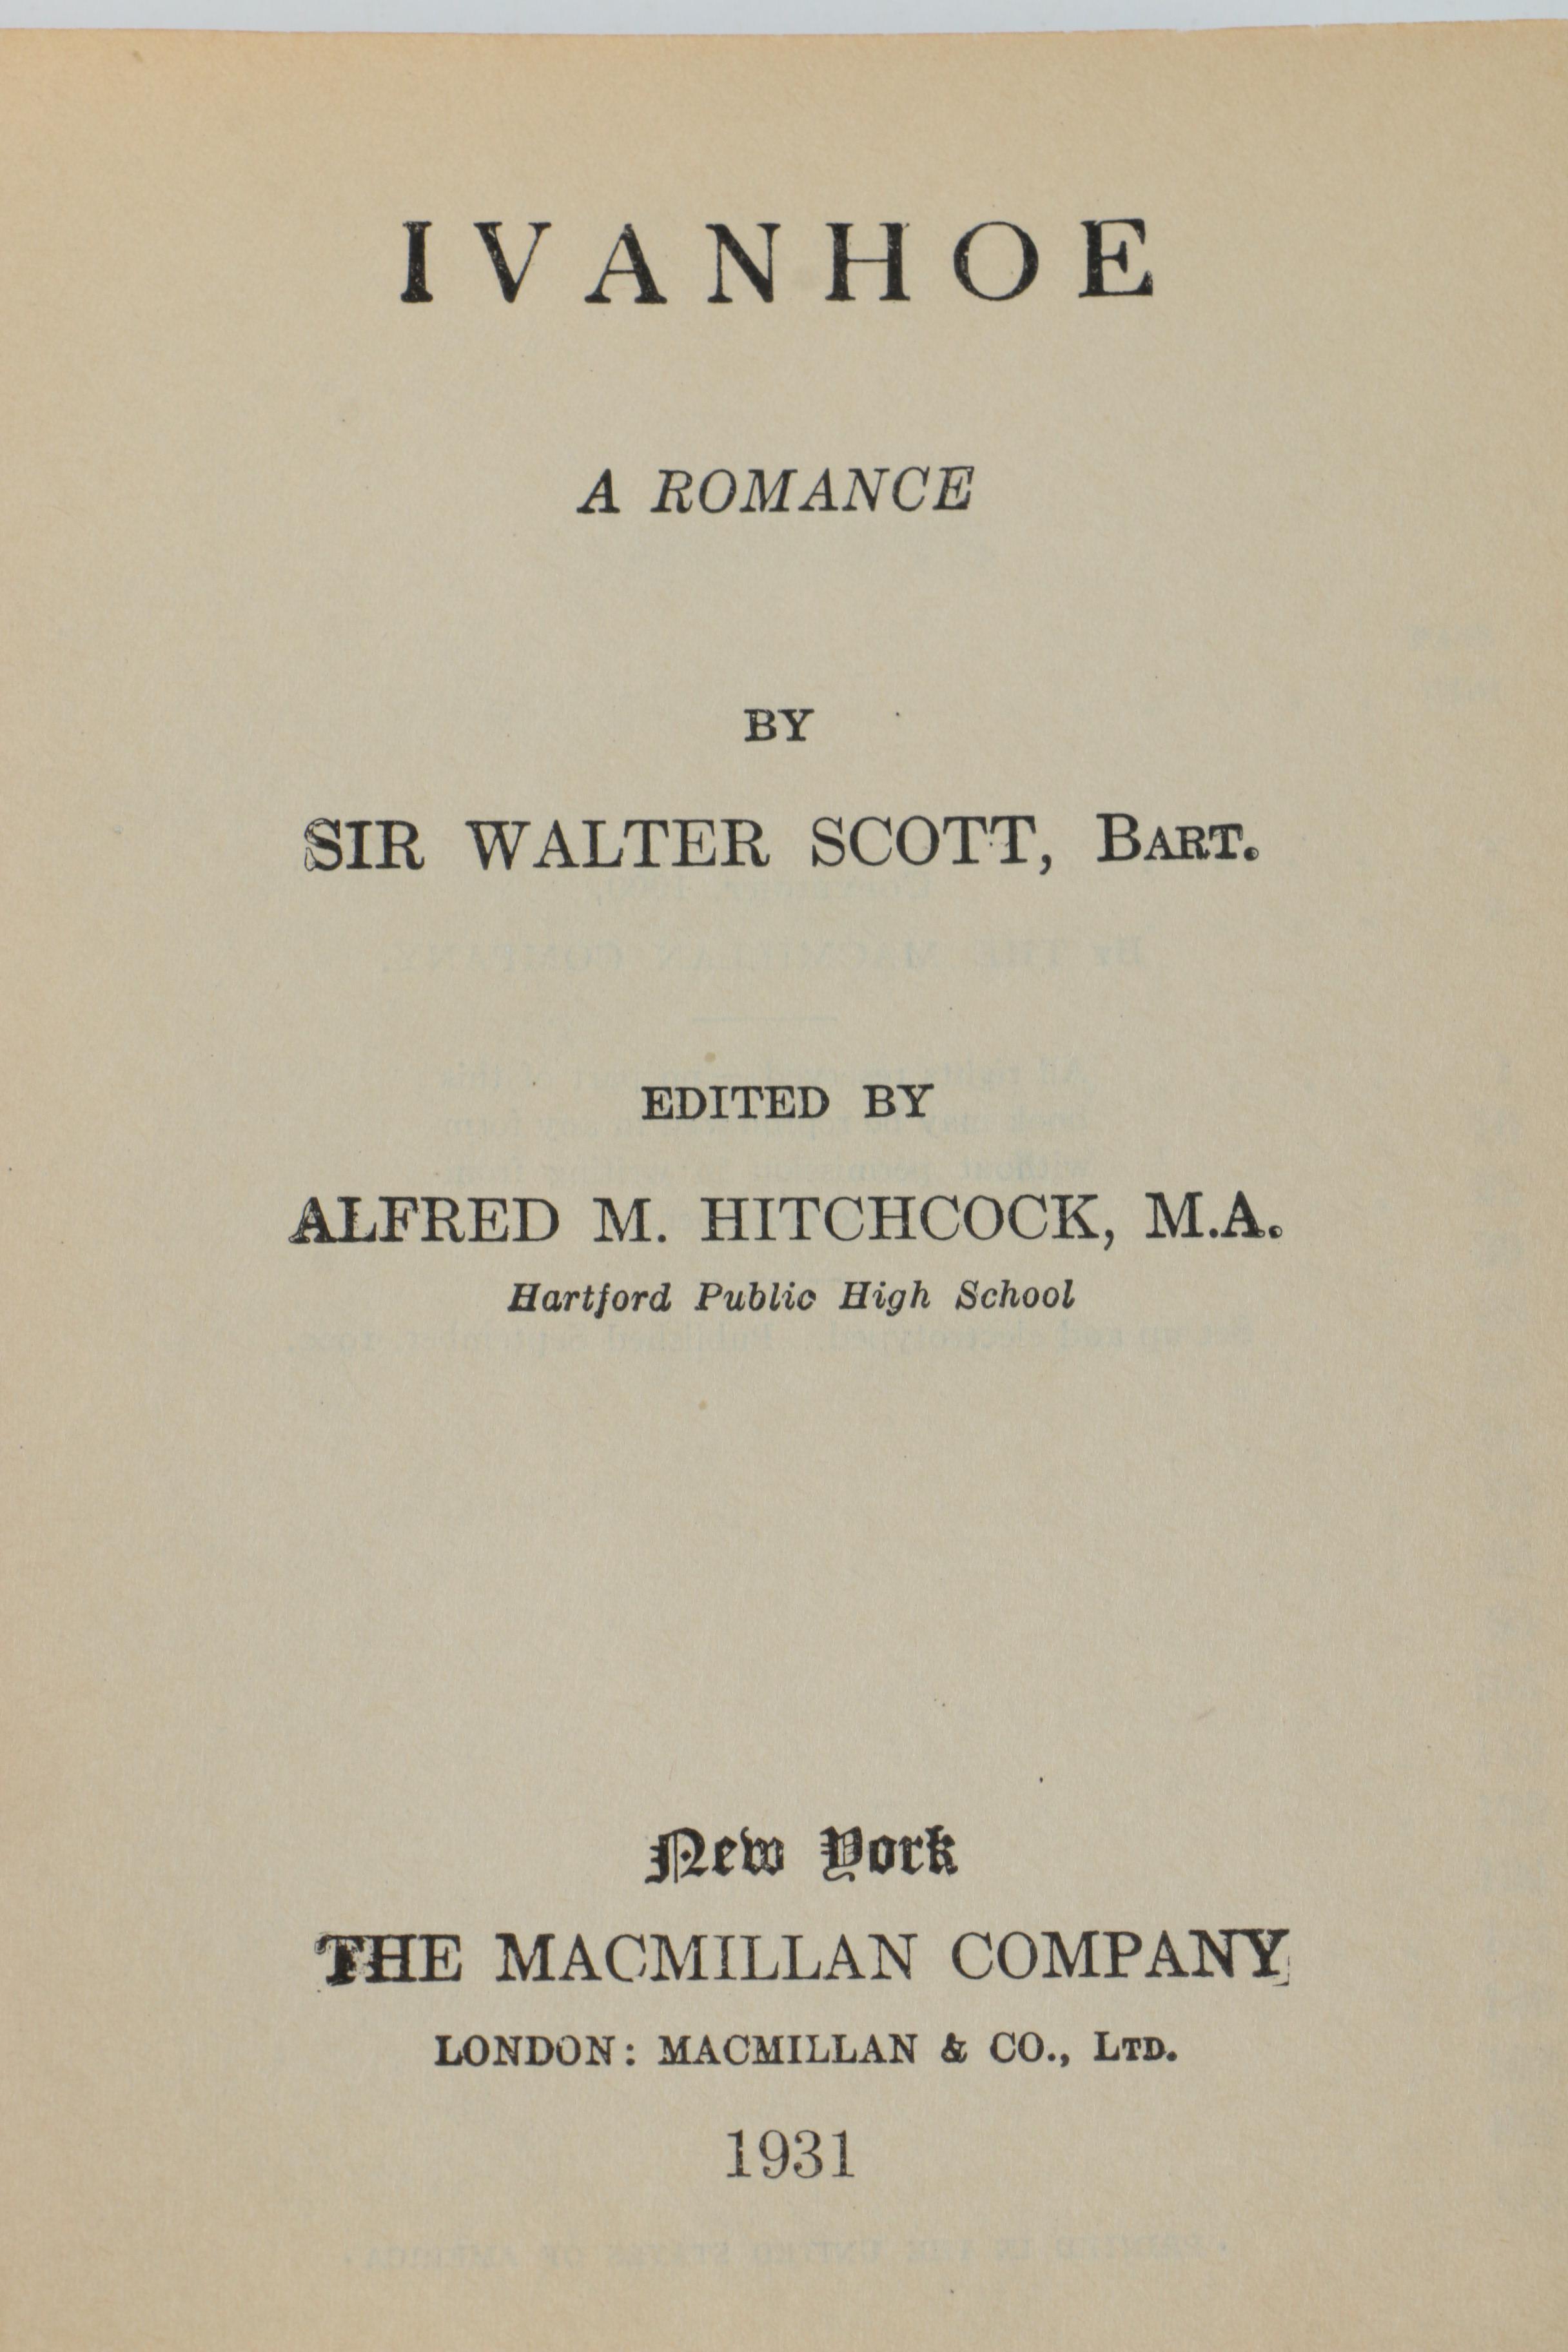 IVANHOE
A ROMANCE
BY
SIR WALTER SCOTT, BART.
EDITED BY
ALFRED M. HITCHCOCK, M.A.
Hartford Public High School
New York
THE MACMILLAN COMPANY
LONDON: MACMILLAN & CO., LTD.
1931